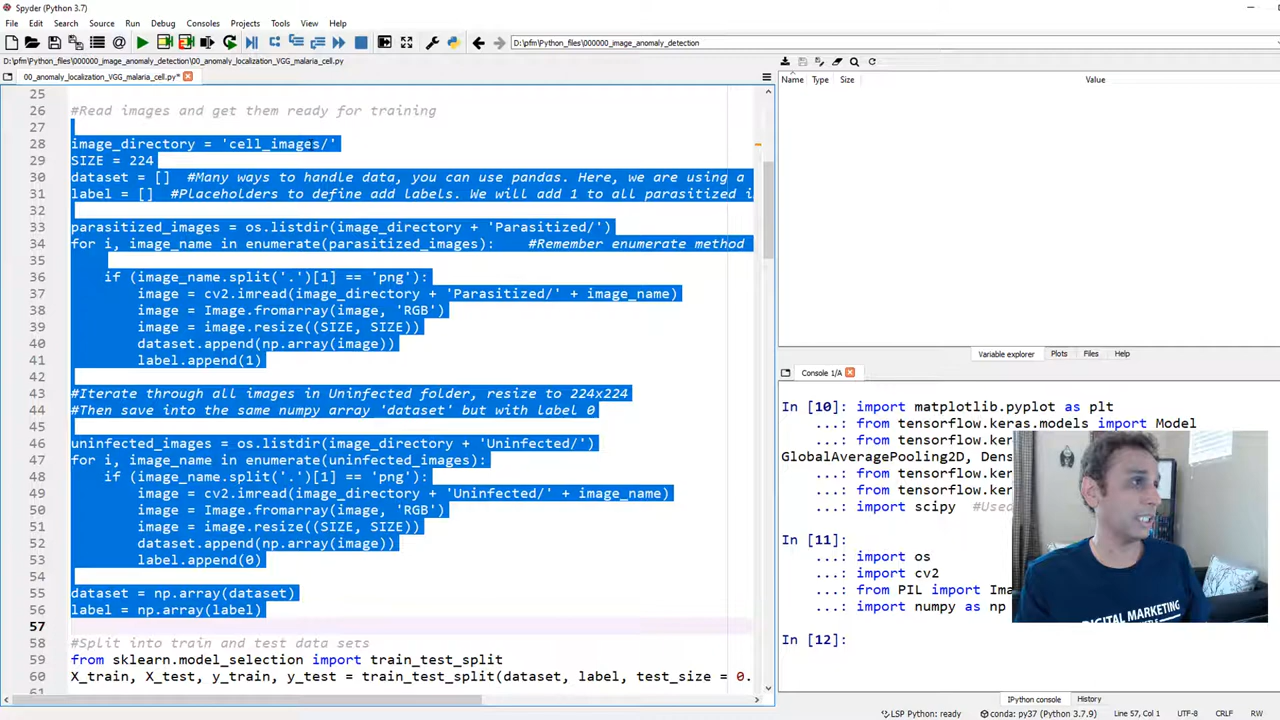 Spyder (Python 3.7)
File Edit Search Source Run Debug Consoles Projects Tools View Help
D:\pfm\Python_files\000000_image_anomaly_detection
D:\pfm\Python_files\000000_image_anomaly_detection\00_anomaly_localization_VGG_malaria_cell.py
00_anomaly_localization_VGG_malaria_cell.py*
25
26 #Read images and get them ready for training
27
28 image_directory = 'cell_images/'
29 SIZE = 224
30 dataset = [] #Many ways to handle data, you can use pandas. Here, we are using a
31 label = [] #Placeholders to define add labels. We will add 1 to all parasitized i
32
33 parasitized_images = os.listdir(image_directory + 'Parasitized/')
34 for i, image_name in enumerate(parasitized_images): #Remember enumerate method
35
36 if (image_name.split('.')[1] == 'png'):
37 image = cv2.imread(image_directory + 'Parasitized/' + image_name)
38 image = Image.fromarray(image, 'RGB')
39 image = image.resize((SIZE, SIZE))
40 dataset.append(np.array(image))
41 label.append(1)
42
43 #Iterate through all images in Uninfected folder, resize to 224x224
44 #Then save into the same numpy array 'dataset' but with label 0
45
46 uninfected_images = os.listdir(image_directory + 'Uninfected/')
47 for i, image_name in enumerate(uninfected_images):
48 if (image_name.split('.')[1] == 'png'):
49 image = cv2.imread(image_directory + 'Uninfected/' + image_name)
50 image = Image.fromarray(image, 'RGB')
51 image = image.resize((SIZE, SIZE))
52 dataset.append(np.array(image))
53 label.append(0)
54
55 dataset = np.array(dataset)
56 label = np.array(label)
57
58 #Split into train and test data sets
59 from sklearn.model_selection import train_test_split
60 X_train, X_test, y_train, y_test = train_test_split(dataset, label, test_size = 0.
61
Name Type Size Value
Variable explorer Plots Files Help
Console 1/A
In [10]: import matplotlib.pyplot as plt
...: from tensorflow.keras.models import Model
GlobalAveragePooling2D, Den
...: from tensorflow.ker
...: from tensorflow.ker
...: import scipy #Used
In [11]:
...: import os
...: import cv2
...: from PIL import Ima
...: import numpy as np
In [12]:
DIGITAL MARKETING
IPython console History
LSP Python: ready conda: py37 (Python 3.7.9) Line 57, Col 1 UTF-8 CRLF RW